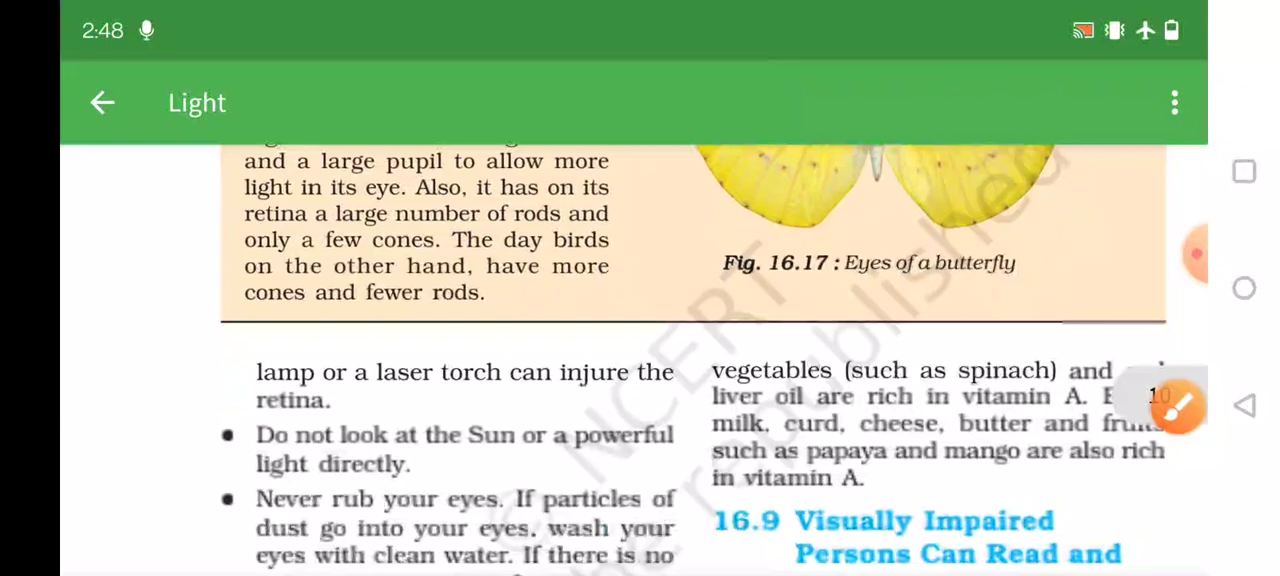 2:48
Light
and a large pupil to allow more
light in its eye. Also, it has on its
retina a large number of rods and
only a few cones. The day birds
on the other hand, have more
cones and fewer rods.
Fig. 16.17 : Eyes of a butterfly
lamp or a laser torch can injure the
retina.
• Do not look at the Sun or a powerful
light directly.
• Never rub your eyes. If particles of
dust go into your eyes, wash your
eyes with clean water. If there is no
vegetables (such as spinach) and
liver oil are rich in vitamin A.
milk, curd, cheese, butter and
such as papaya and mango are also rich
in vitamin A.
16.9 Visually Impaired
Persons Can Read and
10
© NCERT
be republished